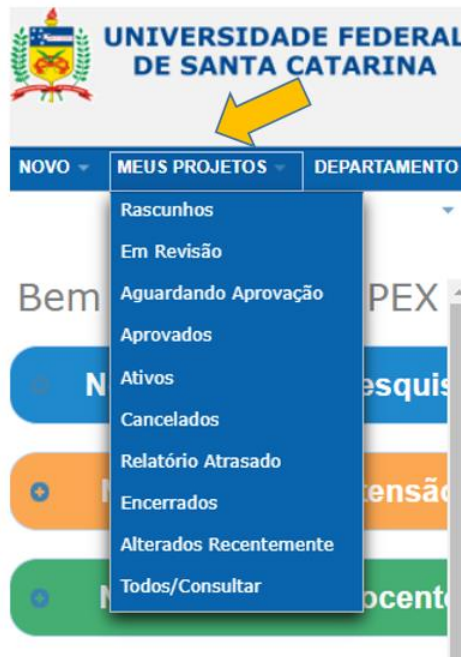 UNIVERSIDADE FEDERAL
DE SANTA CATARINA
NOVO MEUS PROJETOS DEPARTAMENTO
Rascunhos
Em Revisão
Bem PEX
Aguardando Aprovação
Aprovados
N esquis
Ativos
Cancelados
Relatório Atrasado
N tensão
Encerrados
Alterados Recentemente
N ocente
Todos/Consultar